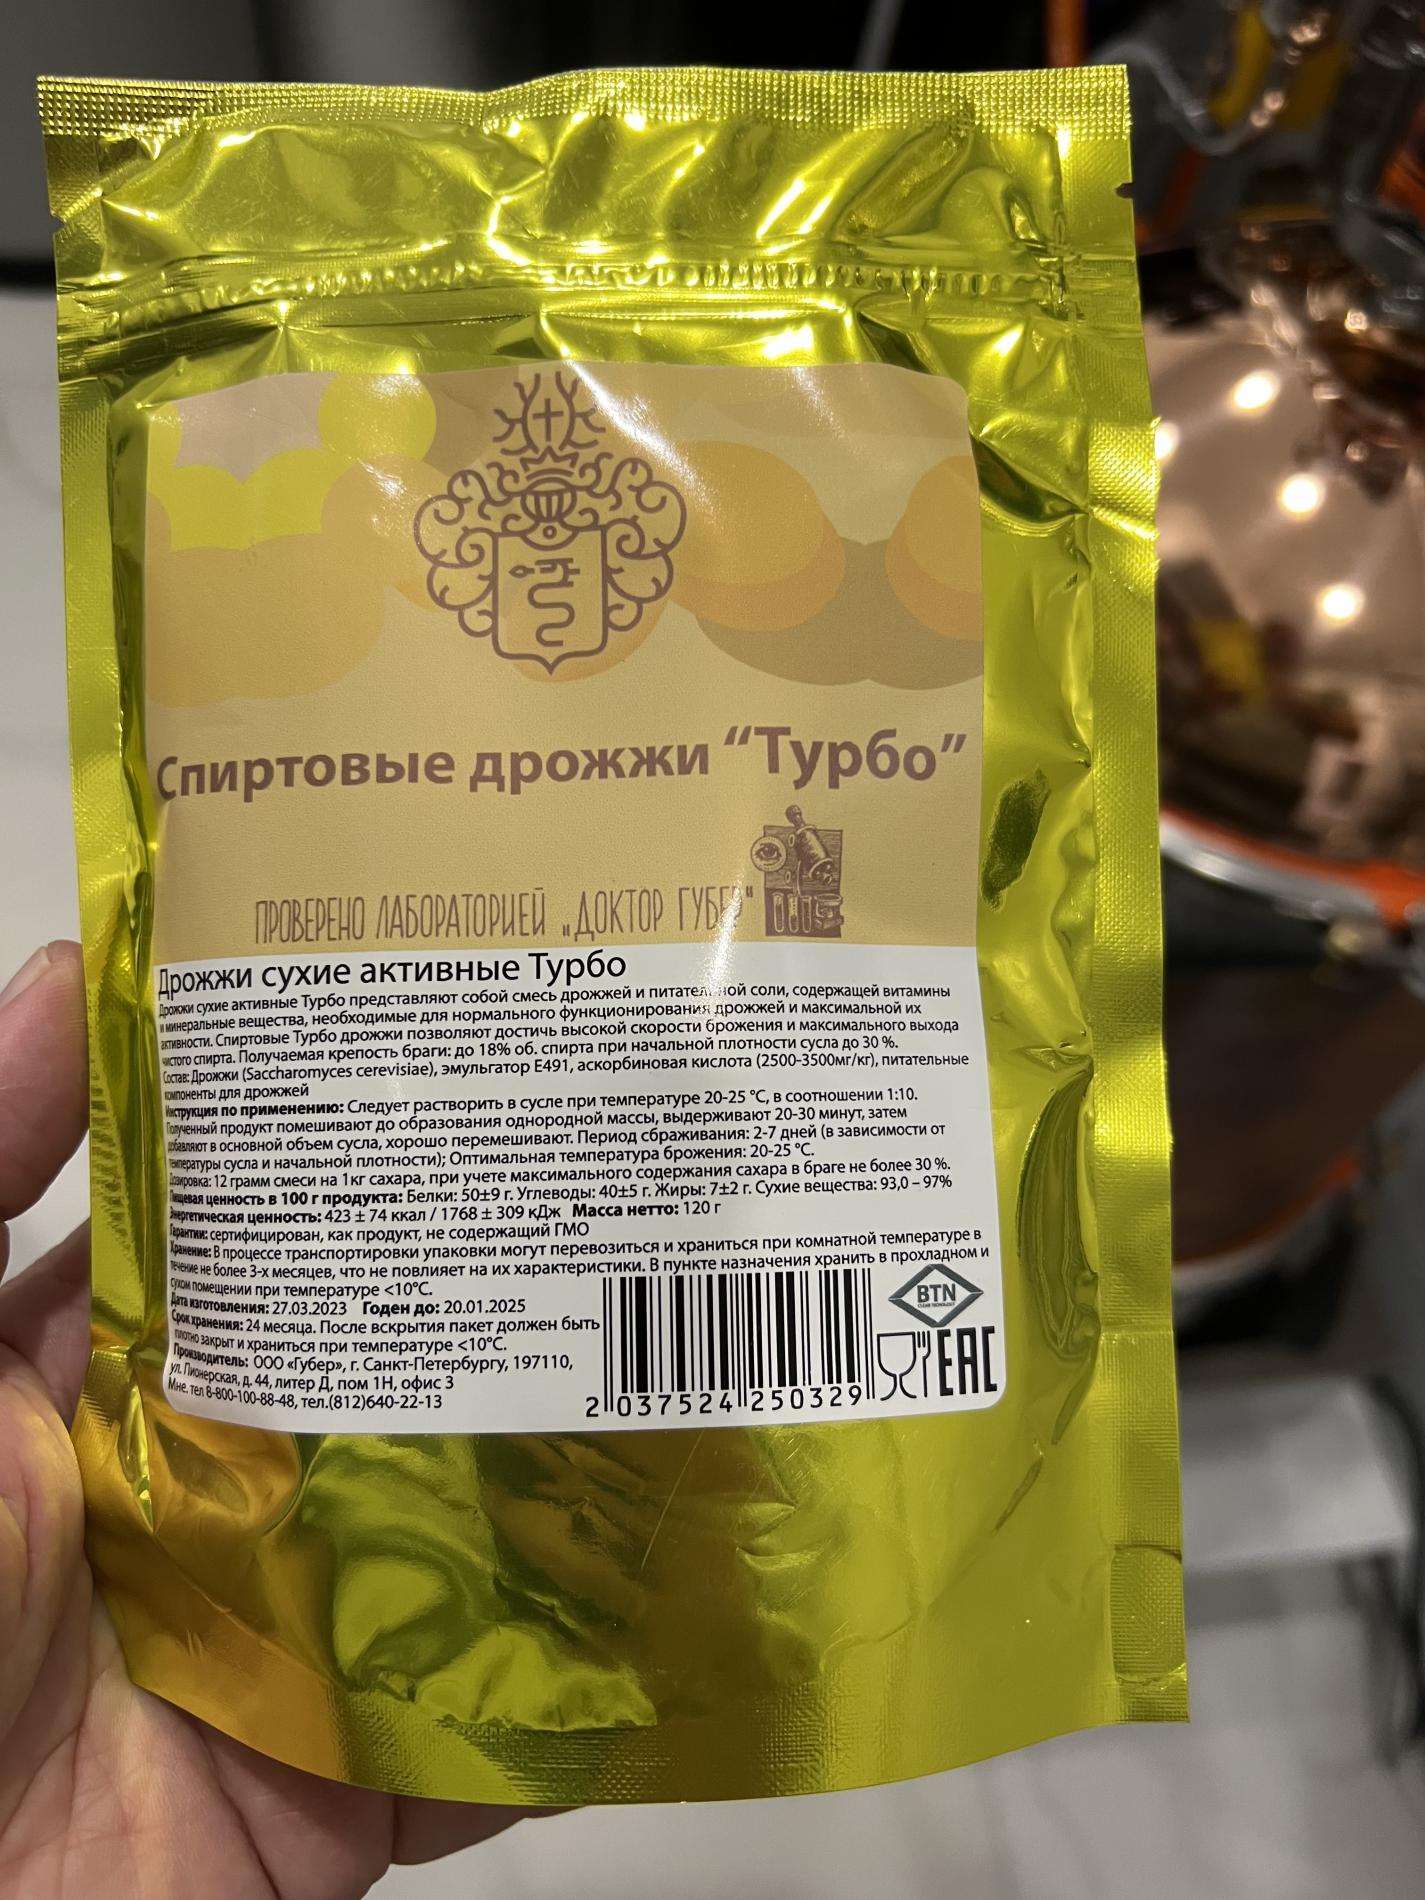 Спиртовые дрожжи “Турбо”
ПРОВЕРЕНО ЛАБОРАТОРИЕЙ „ДОКТОР ГУБЕР"
Дрожжи сухие активные Турбо
Дрожжи сухие активные Турбо представляют собой смесь дрожжей и питательной соли, содержащей витамины
и минеральные вещества, необходимые для нормального функционирования дрожжей и максимальной их
активности. Спиртовые Турбо дрожжи позволяют достичь высокой скорости брожения и максимального выхода
чистого спирта. Получаемая крепость браги: до 18% об. спирта при начальной плотности сусла до 30 %.
Состав: Дрожжи (Saccharomyces cerevisiae), эмульгатор Е491, аскорбиновая кислота (2500-3500мг/кг), питательные
компоненты для дрожжей
Инструкция по применению: Следует растворить в сусле при температуре 20-25 °С, в соотношении 1:10.
Полученный продукт помешивают до образования однородной массы, выдерживают 20-30 минут, затем
добавляют в основной объем сусла, хорошо перемешивают. Период сбраживания: 2-7 дней (в зависимости от
температуры сусла и начальной плотности); Оптимальная температура брожения: 20-25 °С.
Дозировка: 12 грамм смеси на 1кг сахара, при учете максимального содержания сахара в браге не более 30 %.
Пищевая ценность в 100 г продукта: Белки: 50±9 г. Углеводы: 40±5 г. Жиры: 7±2 г. Сухие вещества: 93,0 – 97%
Энергетическая ценность: 423 ± 74 ккал / 1768 ± 309 кДж Масса нетто: 120 г
Гарантии: сертифицирован, как продукт, не содержащий ГМО
Хранение: В процессе транспортировки упаковки могут перевозиться и храниться при комнатной температуре в
течение не более 3-х месяцев, что не повлияет на их характеристики. В пункте назначения хранить в прохладном и
сухом помещении при температуре <10°С.
Дата изготовления: 27.03.2023 Годен до: 20.01.2025
Срок хранения: 24 месяца. После вскрытия пакет должен быть
плотно закрыт и храниться при температуре <10°С.
Производитель: ООО «Губер», г. Санкт-Петербургу, 197110,
ул. Пионерская, д. 44, литер Д, пом 1Н, офис 3
Мне. тел 8-800-100-88-48, тел.(812)640-22-13
BTN
CLEAR TECNOLOGY
EAC
2 037524 250329